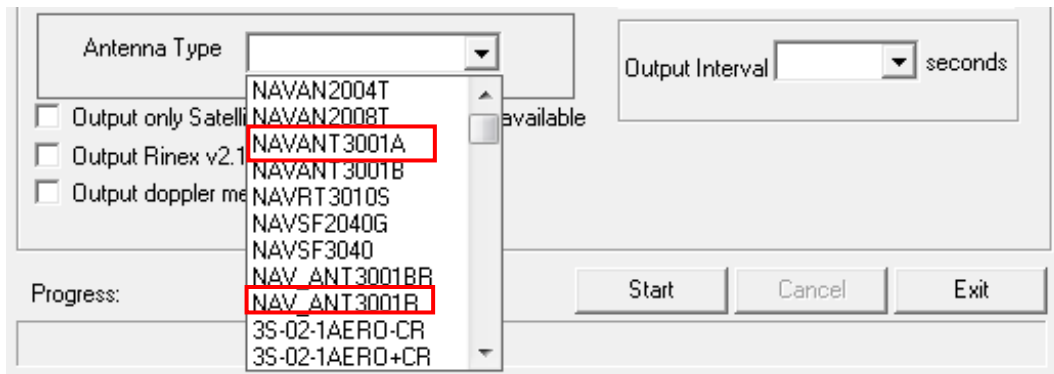 Antenna Type
Output Interval seconds
NAVAN2004T
NAVAN2008T
NAVANT3001A
NAVANT3001B
NAVRT3010S
NAVSF2040G
NAVSF3040
NAV_ANT3001BR
NAV_ANT3001R
3S-02-1AERO-CR
3S-02-1AERO+CR
Output only Satelli available
Output Rinex v2.1
Output doppler me
Progress:
Start Cancel Exit